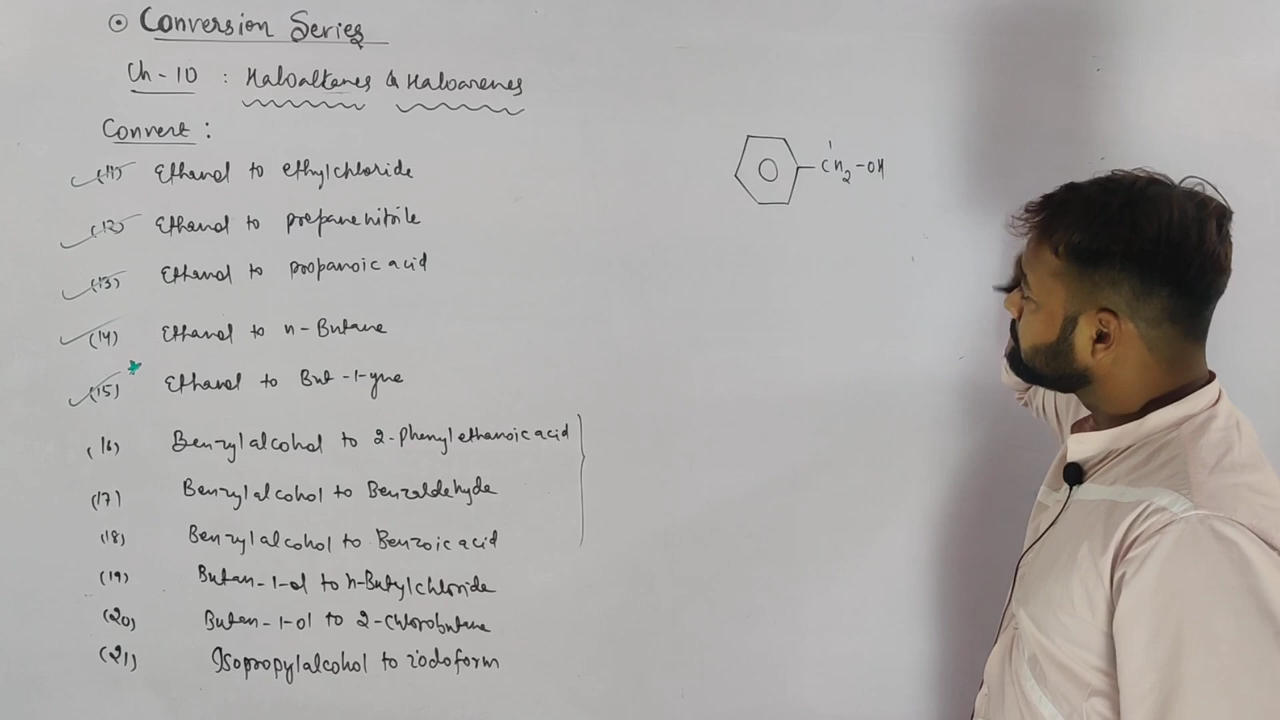 Conversion Series
Ch-10 : Haloalkanes & Haloarenes
Convert :
(11) Ethanol to ethylchloride
(12) Ethanol to propanenitrile
(13) Ethanol to propanoic acid
(14) Ethanol to n-Butane
(15) Ethanol to But-1-yne
(16) Benzylalcohol to 2-Phenylethanoic acid
(17) Benzylalcohol to Benzaldehyde
(18) Benzylalcohol to Benzoic acid
(19) Butan-1-ol to n-Butylchloride
(20) Butan-1-ol to 2-chlorobutane
(21) Isopropylalcohol to iodoform
CH2-OH